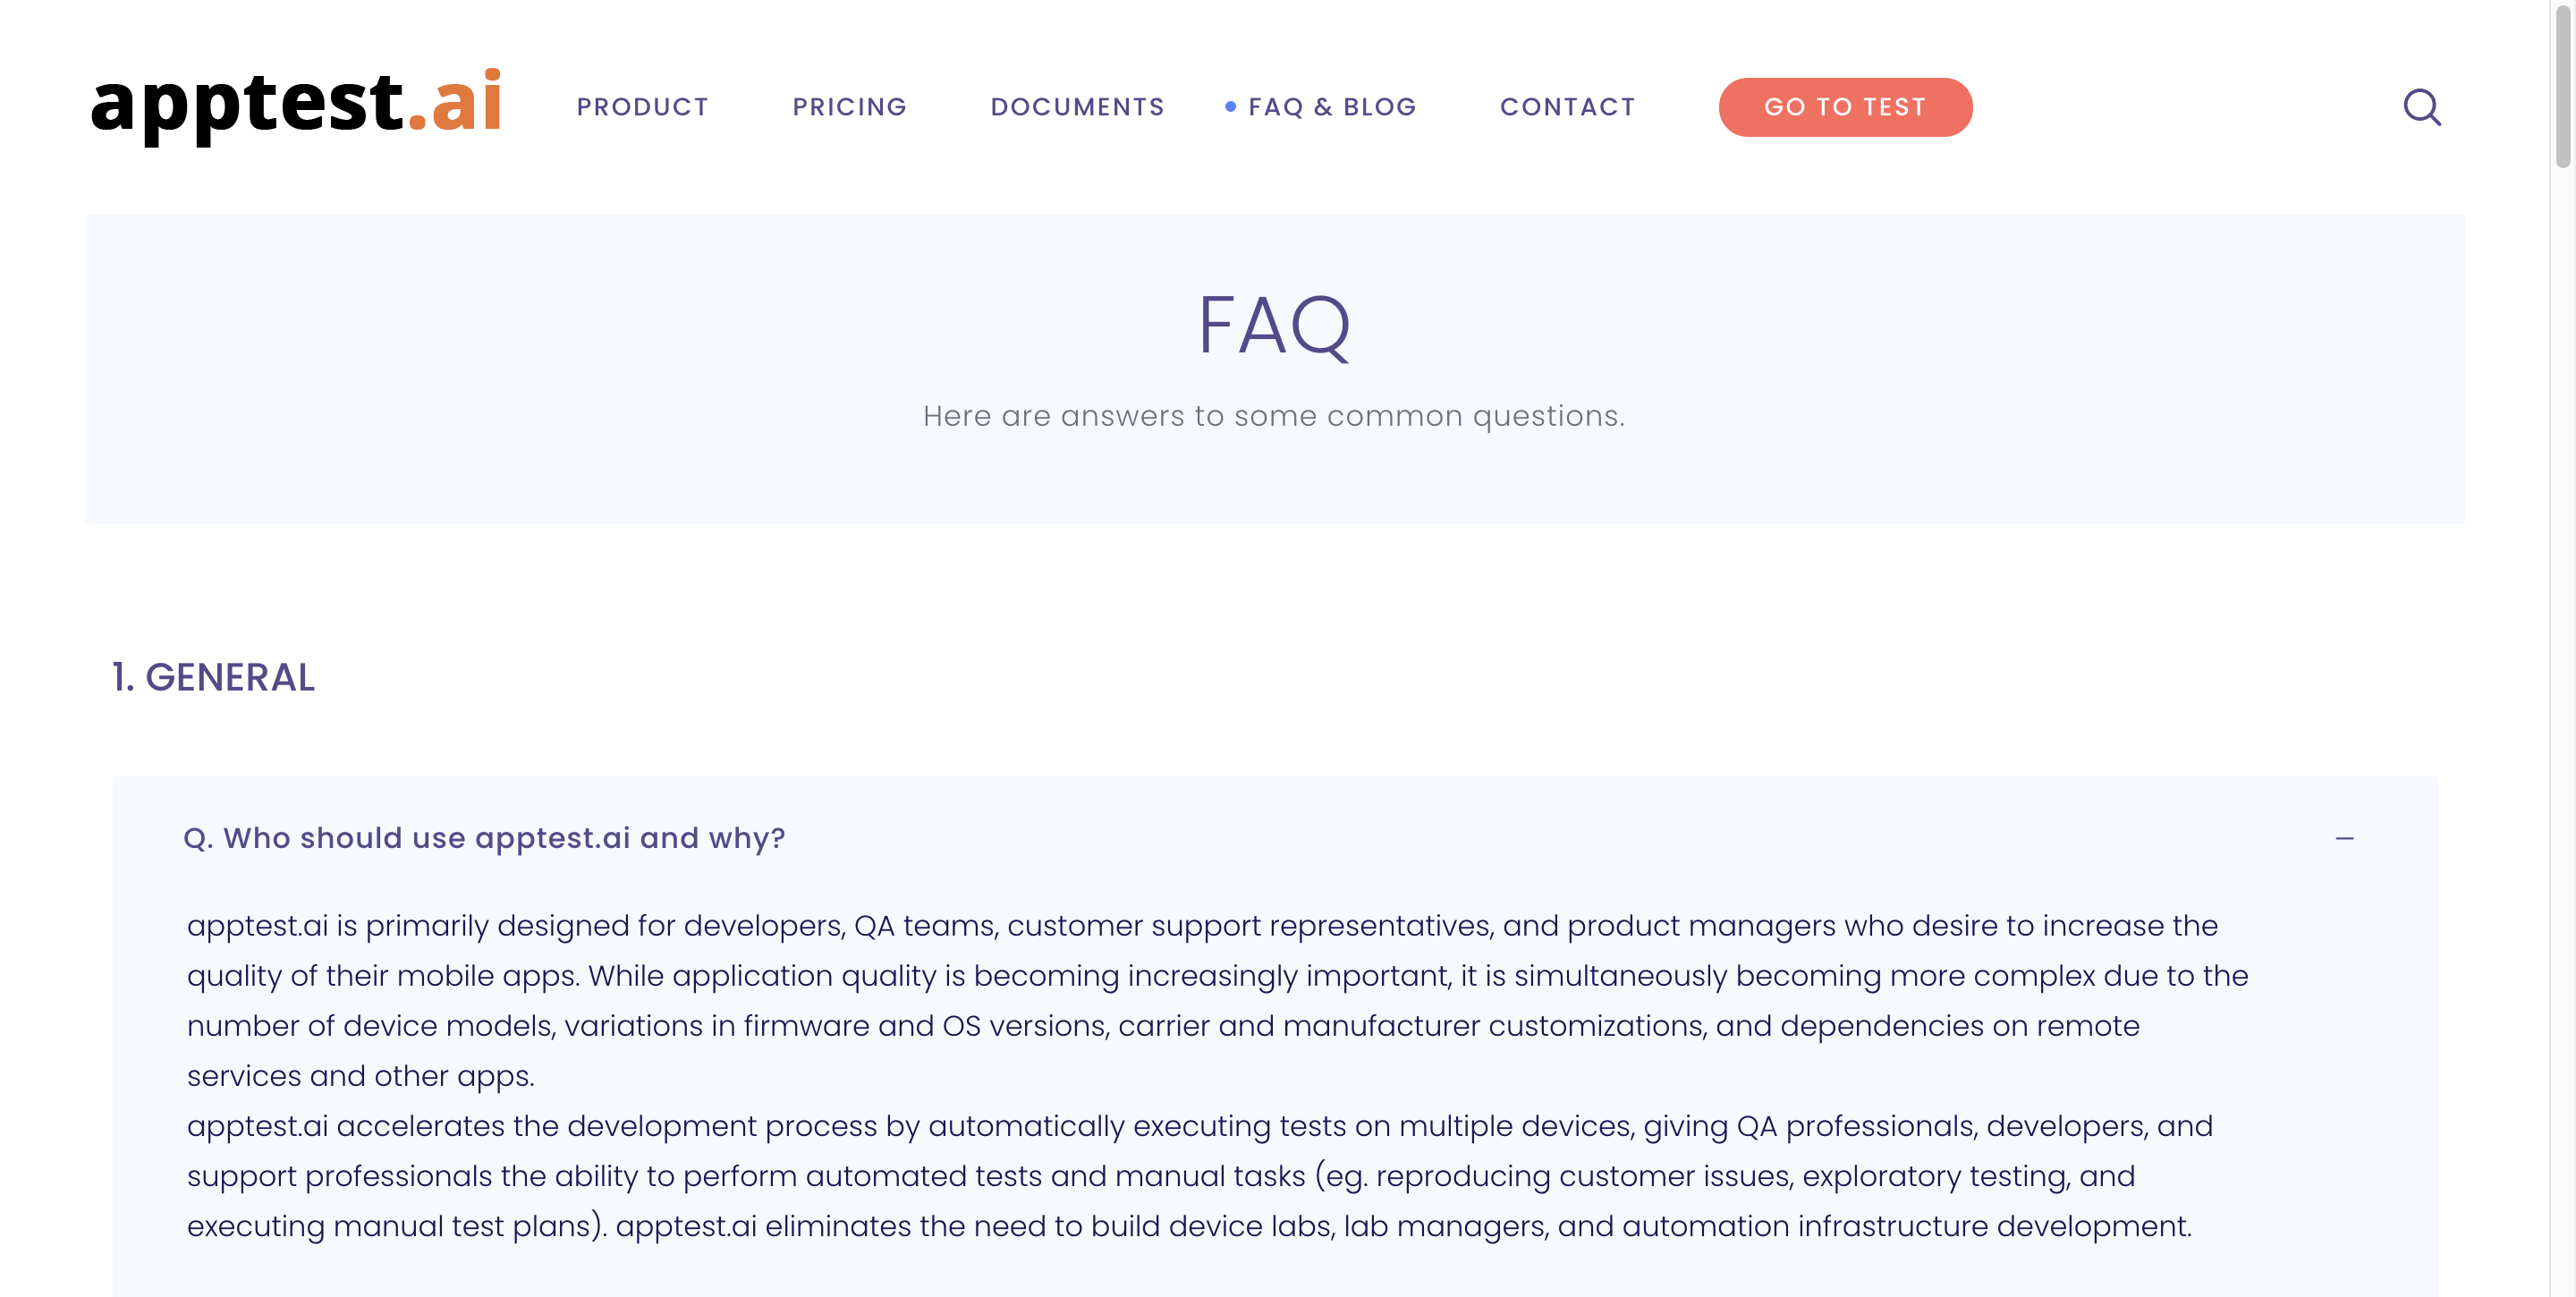 apptest.ai
PRODUCT
PRICING
DOCUMENTS
FAQ & BLOG
CONTACT
GO TO TEST
FAQ
Here are answers to some common questions.
1. GENERAL
Q. Who should use apptest.ai and why?
apptest.ai is primarily designed for developers, QA teams, customer support representatives, and product managers who desire to increase the
quality of their mobile apps. While application quality is becoming increasingly important, it is simultaneously becoming more complex due to the
number of device models, variations in firmware and OS versions, carrier and manufacturer customizations, and dependencies on remote
services and other apps.
apptest.ai accelerates the development process by automatically executing tests on multiple devices, giving QA professionals, developers, and
support professionals the ability to perform automated tests and manual tasks (eg. reproducing customer issues, exploratory testing, and
executing manual test plans). apptest.ai eliminates the need to build device labs, lab managers, and automation infrastructure development.